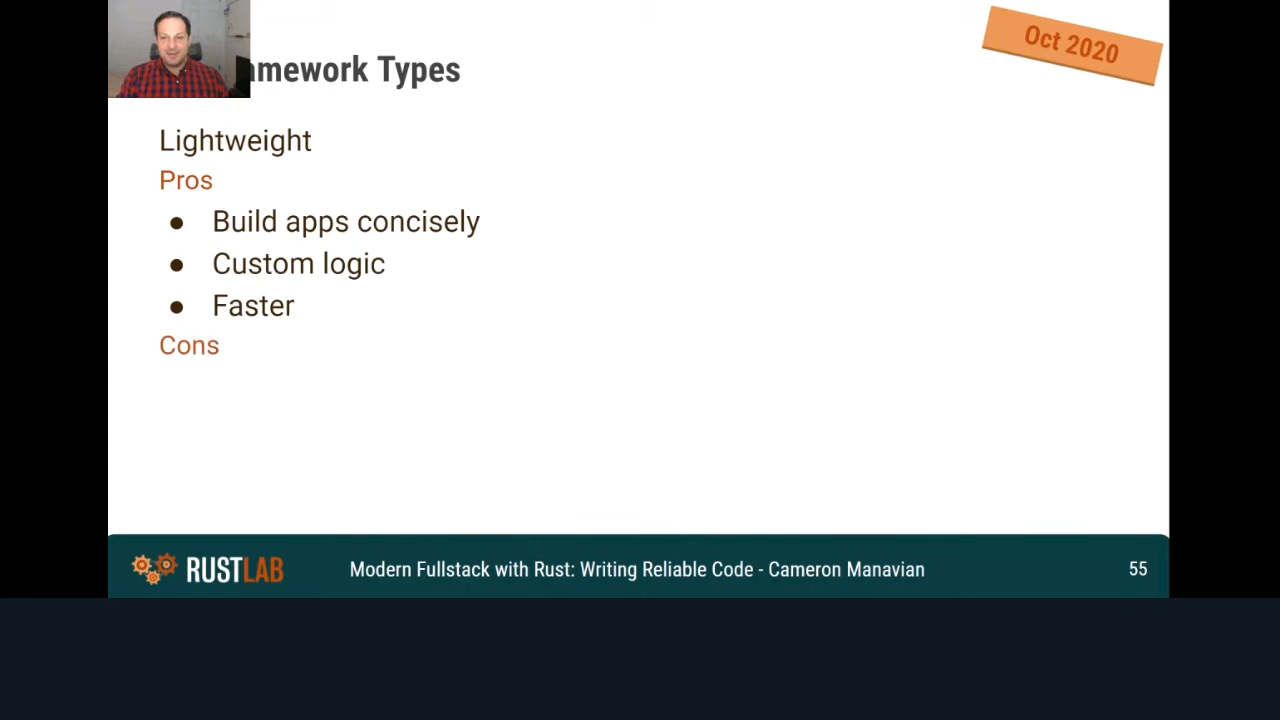 Oct 2020
amework Types
Lightweight
Pros
● Build apps concisely
● Custom logic
● Faster
Cons
RUSTLAB
Modern Fullstack with Rust: Writing Reliable Code - Cameron Manavian
55